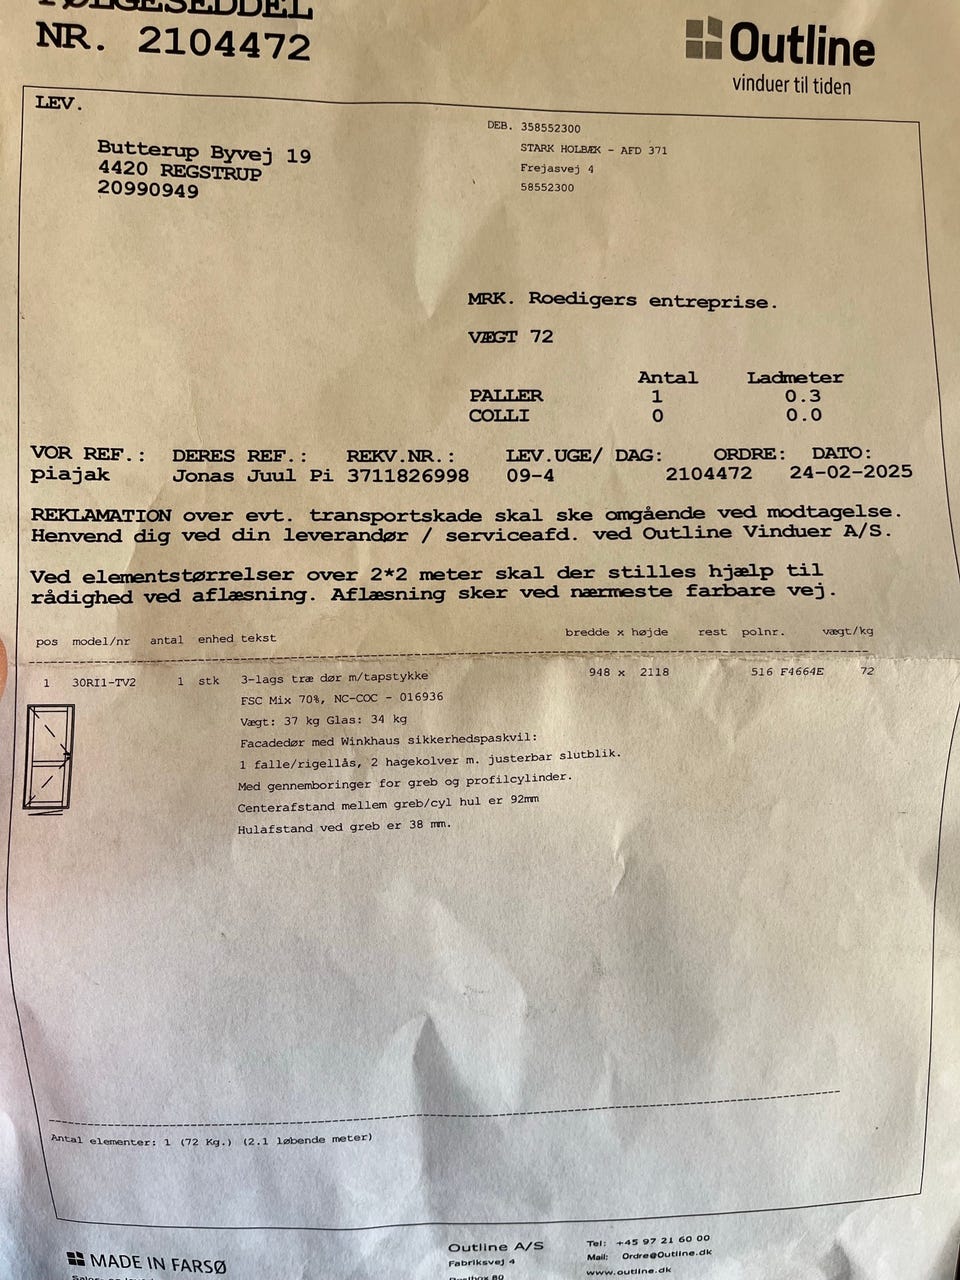 FØLGESEDDEL
NR. 2104472
Outline
vinduer til tiden
LEV.
Butterup Byvej 19
4420 REGSTRUP
20990949
DEB. 358552300
STARK HOLBÆK - AFD 371
Frejasvej 4
58552300
MRK. Roedigers entreprise.
VÆGT 72
Antal Ladmeter
PALLER 1 0.3
COLLI 0 0.0
VOR REF.: DERES REF.: REKV.NR.: LEV.UGE/ DAG: ORDRE: DATO:
piajak Jonas Juul Pi 3711826998 09-4 2104472 24-02-2025
REKLAMATION over evt. transportskade skal ske omgående ved modtagelse.
Henvend dig ved din leverandør / serviceafd. ved Outline Vinduer A/S.
Ved elementstørrelser over 2*2 meter skal der stilles hjælp til
rådighed ved aflæsning. Aflæsning sker ved nærmeste farbare vej.
pos model/nr antal enhed tekst bredde x højde rest polnr. vægt/kg
1 30RI1-TV2 1 stk 3-lags træ dør m/tapstykke 948 x 2118 516 F4664E 72
FSC Mix 70%, NC-COC - 016936
Vægt: 37 kg Glas: 34 kg
Facadedør med Winkhaus sikkerhedspaskvil:
1 falle/rigellås, 2 hagekolver m. justerbar slutblik.
Med gennemboringer for greb og profilcylinder.
Centerafstand mellem greb/cyl hul er 92mm
Hulafstand ved greb er 38 mm.
Antal elementer: 1 (72 Kg.) (2.1 løbende meter)
MADE IN FARSØ
Outline A/S
Fabriksvej 4
Postbox 80
Tel: +45 97 21 60 00
Mail: Ordre@Outline.dk
www.outline.dk